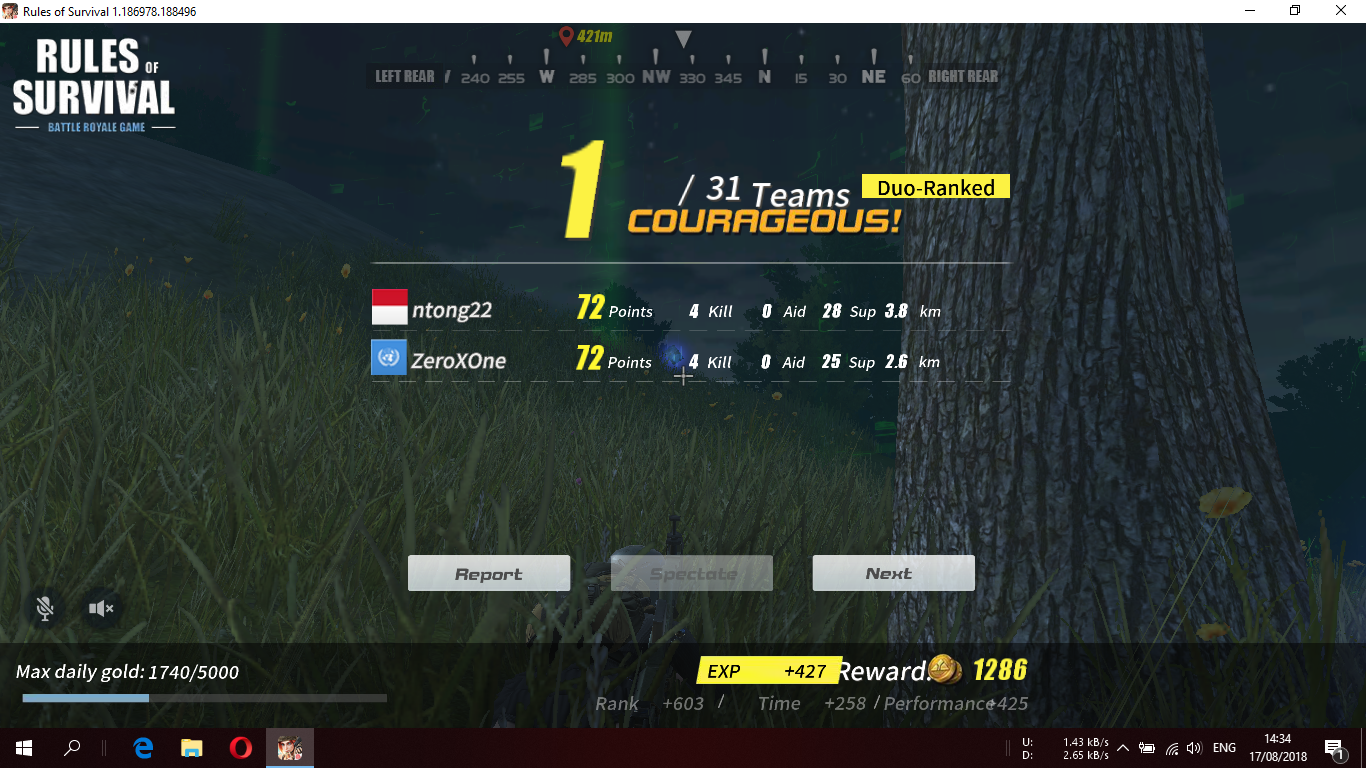 Rules of Survival 1.186978.188496
RULES OF
SURVIVAL
BATTLE ROYALE GAME
421m
LEFT REAR 240 255 W 285 300 NW 330 345 N 15 30 NE 60 RIGHT REAR
1 / 31 Teams Duo-Ranked
COURAGEOUS!
ntong22 72 Points 4 Kill 0 Aid 28 Sup 3.8 km
ZeroXOne 72 Points 4 Kill 0 Aid 25 Sup 2.6 km
Report Spectate Next
Max daily gold: 1740/5000
EXP +427 Reward: 1286
Rank +603 / Time +258 / Performance +425
U: 1.43 kB/s
D: 2.65 kB/s
ENG
14:34
17/08/2018
1